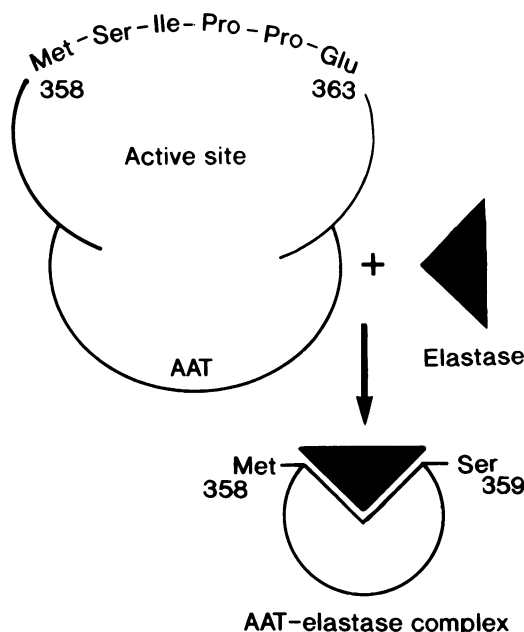 Met-Ser-Ile-Pro-Pro-Glu
358
363
Active site
+
AAT
Elastase
Met
358
Ser
359
AAT-elastase complex